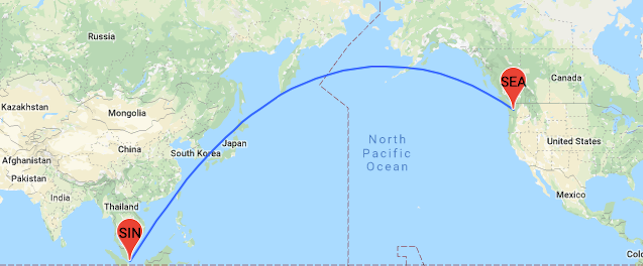 Russia
Canada
SEA
Kazakhstan
Mongolia
United States
Afghanistan
China
South Korea
Japan
North
Pacific
Ocean
Pakistan
India
Thailand
Mexico
SIN
Col